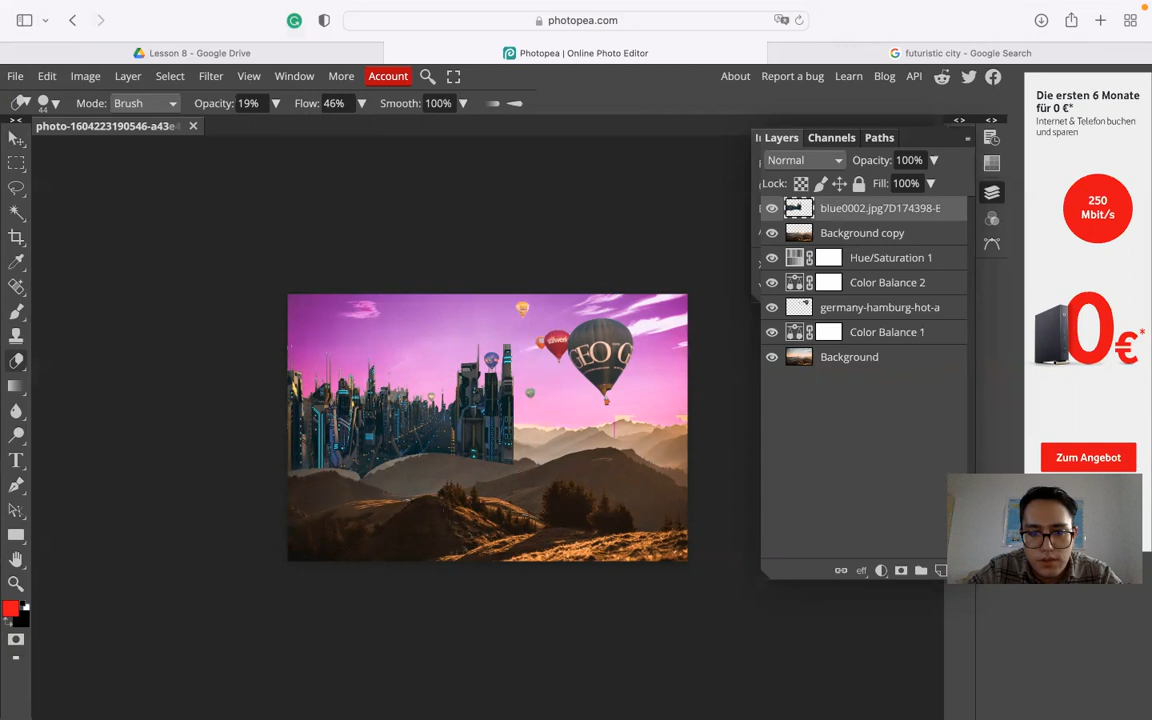 photopea.com
Lesson 8 – Google Drive
Photopea | Online Photo Editor
futuristic city - Google Search
File Edit Image Layer Select Filter View Window More Account
About Report a bug Learn Blog API
Mode: Brush Opacity: 19% Flow: 46% Smooth: 100%
44
photo-1604223190546-a43e
Layers Channels Paths
Normal Opacity: 100%
Lock: Fill: 100%
blue0002.jpg7D174398-E
Background copy
Hue/Saturation 1
Color Balance 2
germany-hamburg-hot-a
Color Balance 1
Background
eff
GEO G
Die ersten 6 Monate
für 0 €*
Internet & Telefon buchen
und sparen
250
Mbit/s
0€*
Zum Angebot